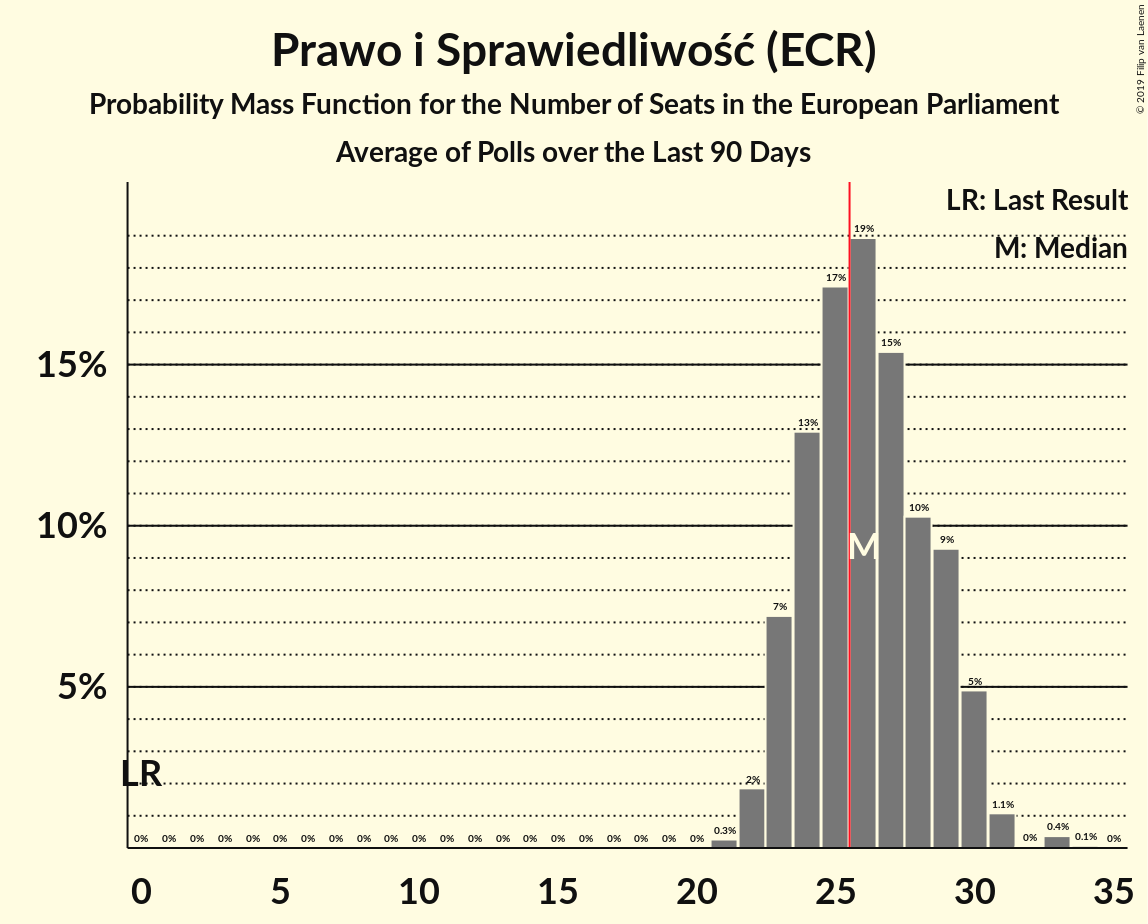 Prawo i Sprawiedliwość (ECR)
Probability Mass Function for the Number of Seats in the European Parliament
Average of Polls over the Last 90 Days
© 2019 Filip van Laenen
LR: Last Result
M: Median
19%
17%
15%
15%
13%
10%
10%
9%
M
7%
5%
5%
LR
2%
1.1%
0% 0% 0% 0% 0% 0% 0% 0% 0% 0% 0% 0% 0% 0% 0% 0% 0% 0% 0% 0% 0% 0.3% 0% 0.4% 0.1% 0%
0 5 10 15 20 25 30 35